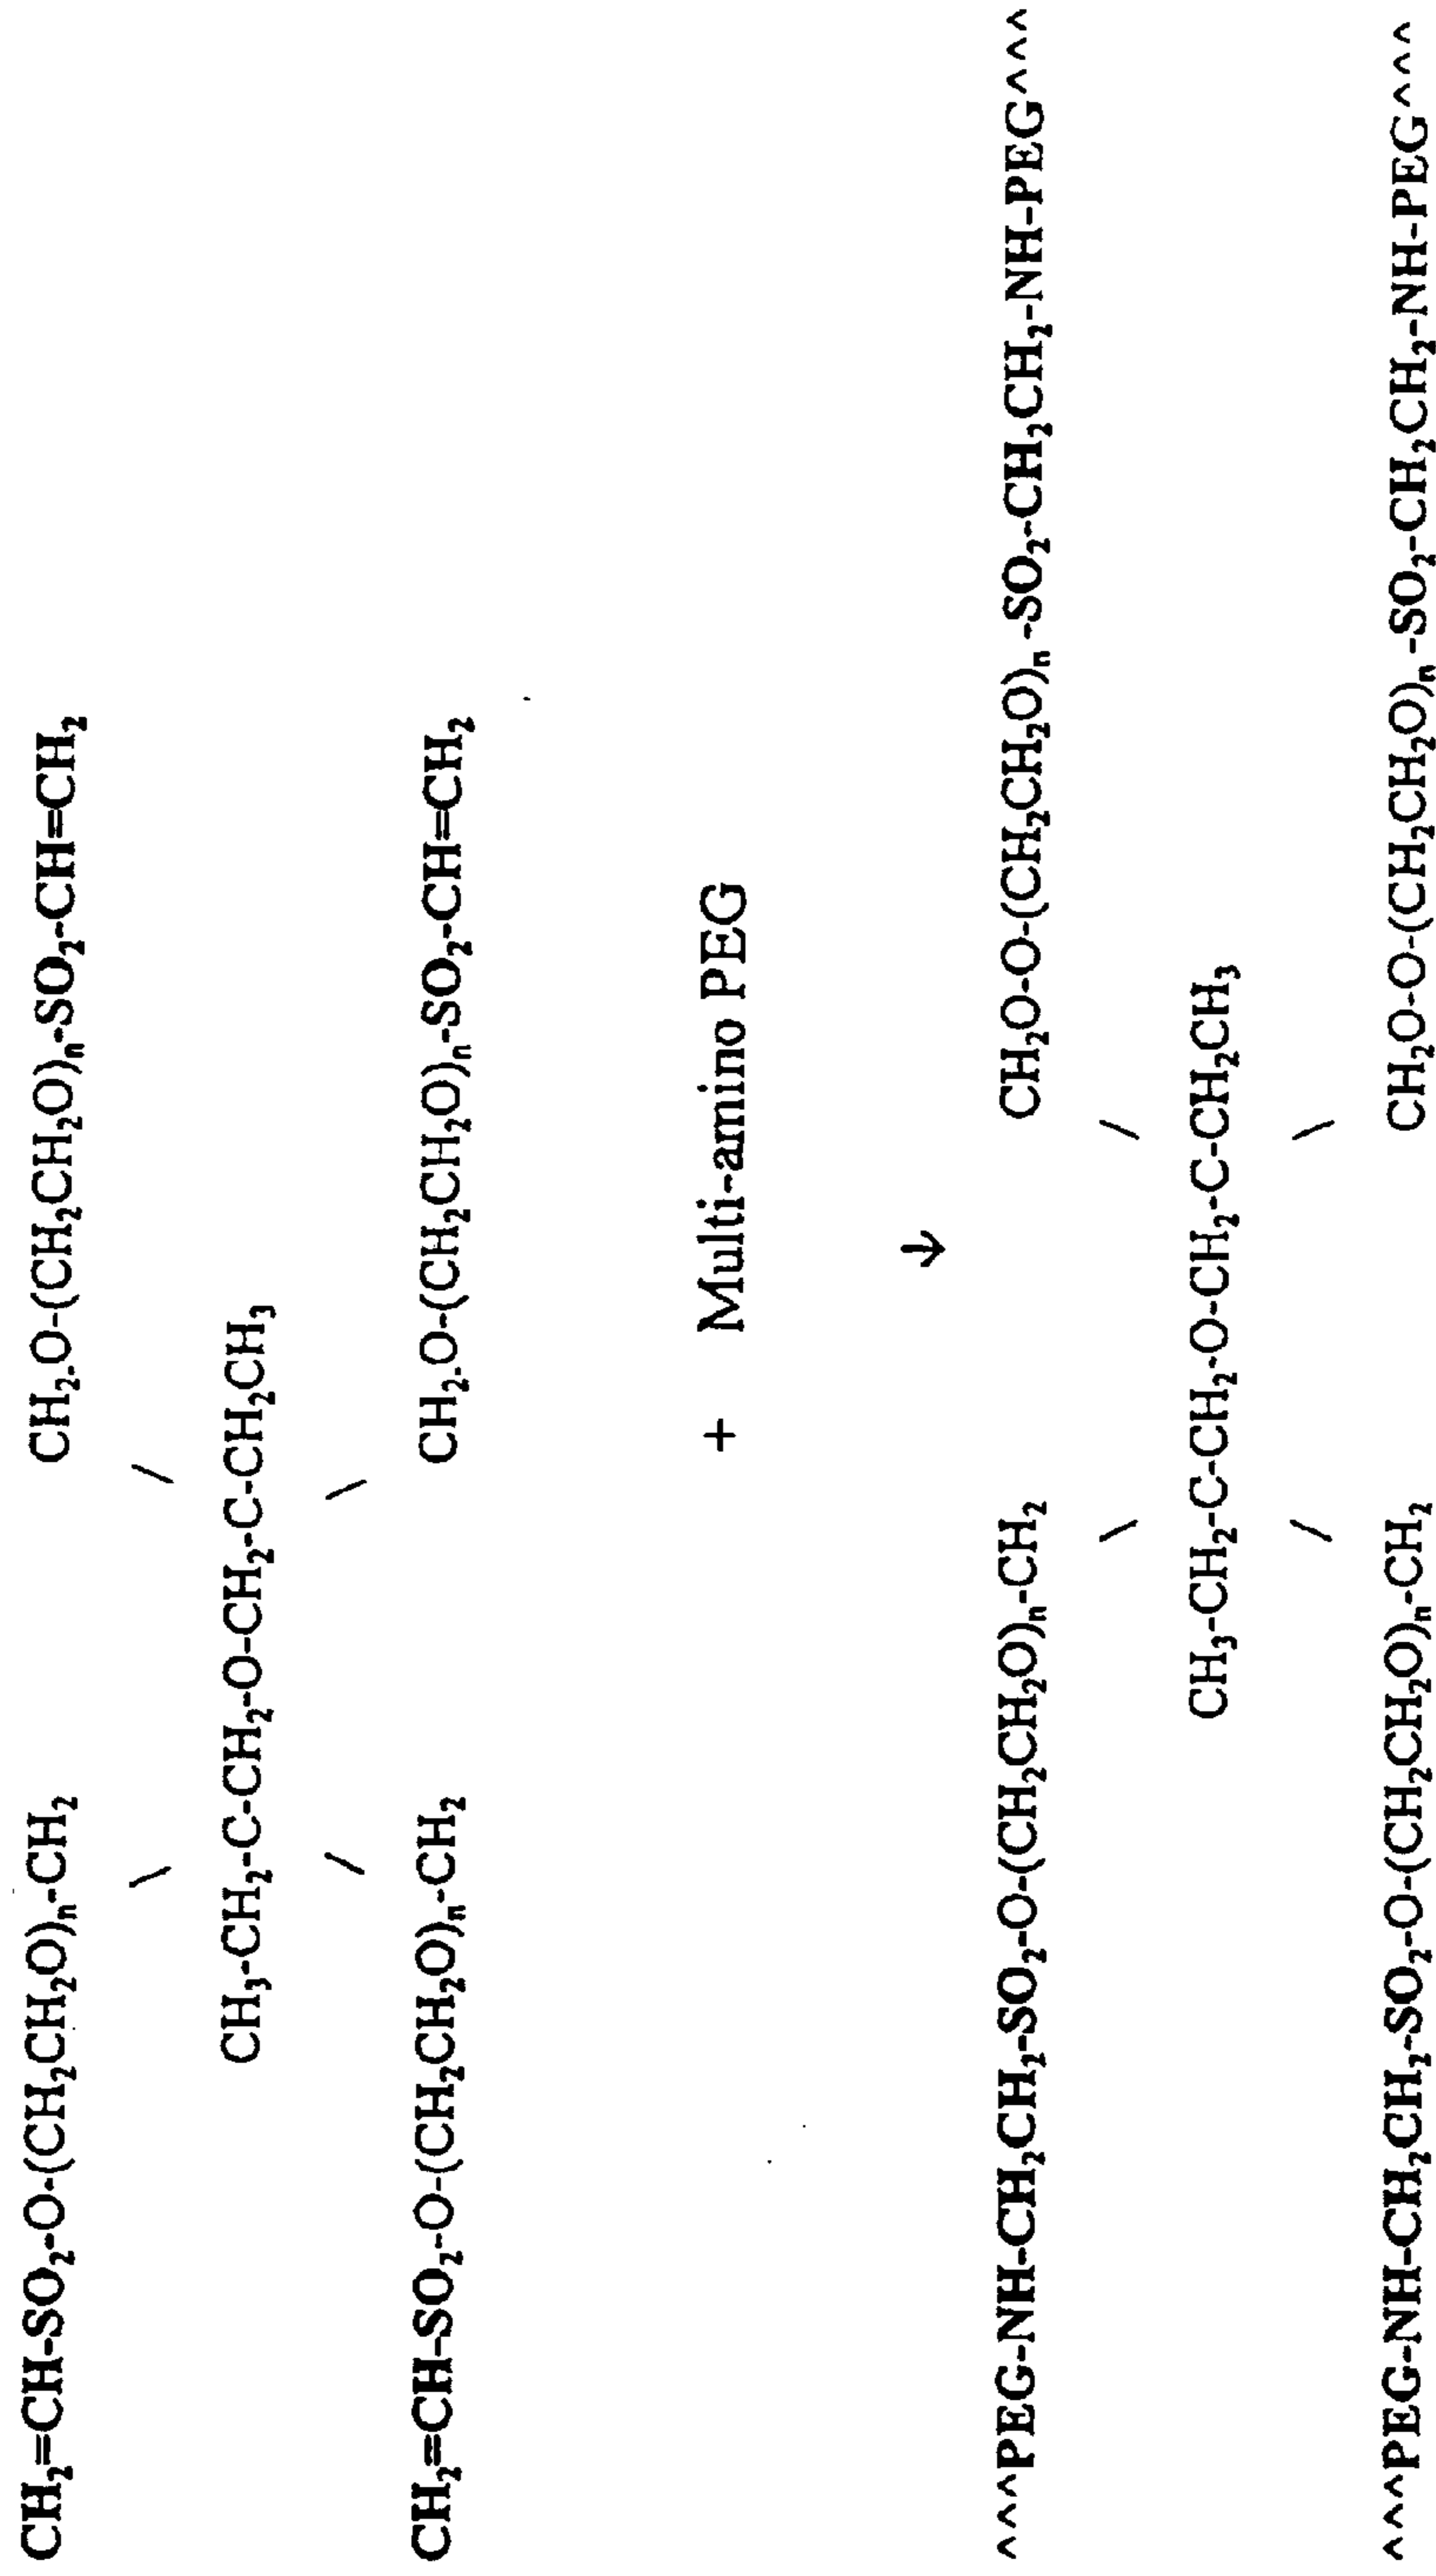 CH₂=CH-SO₂-O-(CH₂CH₂O)ₙ-CH₂ CH₂-O-(CH₂CH₂O)ₙ-SO₂-CH=CH₂
\ /
CH₃-CH₂-C-CH₂-O-CH₂-C-CH₂CH₃
/ \
CH₂=CH-SO₂-O-(CH₂CH₂O)ₙ-CH₂ CH₂-O-(CH₂CH₂O)ₙ-SO₂-CH=CH₂
+ Multi-amino PEG
↓
^^^PEG-NH-CH₂CH₂-SO₂-O-(CH₂CH₂O)ₙ-CH₂ CH₂O-O-(CH₂CH₂O)ₙ-SO₂-CH₂CH₂-NH-PEG^^^
\ /
CH₃-CH₂-C-CH₂-O-CH₂-C-CH₂CH₃
/ \
^^^PEG-NH-CH₂CH₂-SO₂-O-(CH₂CH₂O)ₙ-CH₂ CH₂O-O-(CH₂CH₂O)ₙ-SO₂-CH₂CH₂-NH-PEG^^^